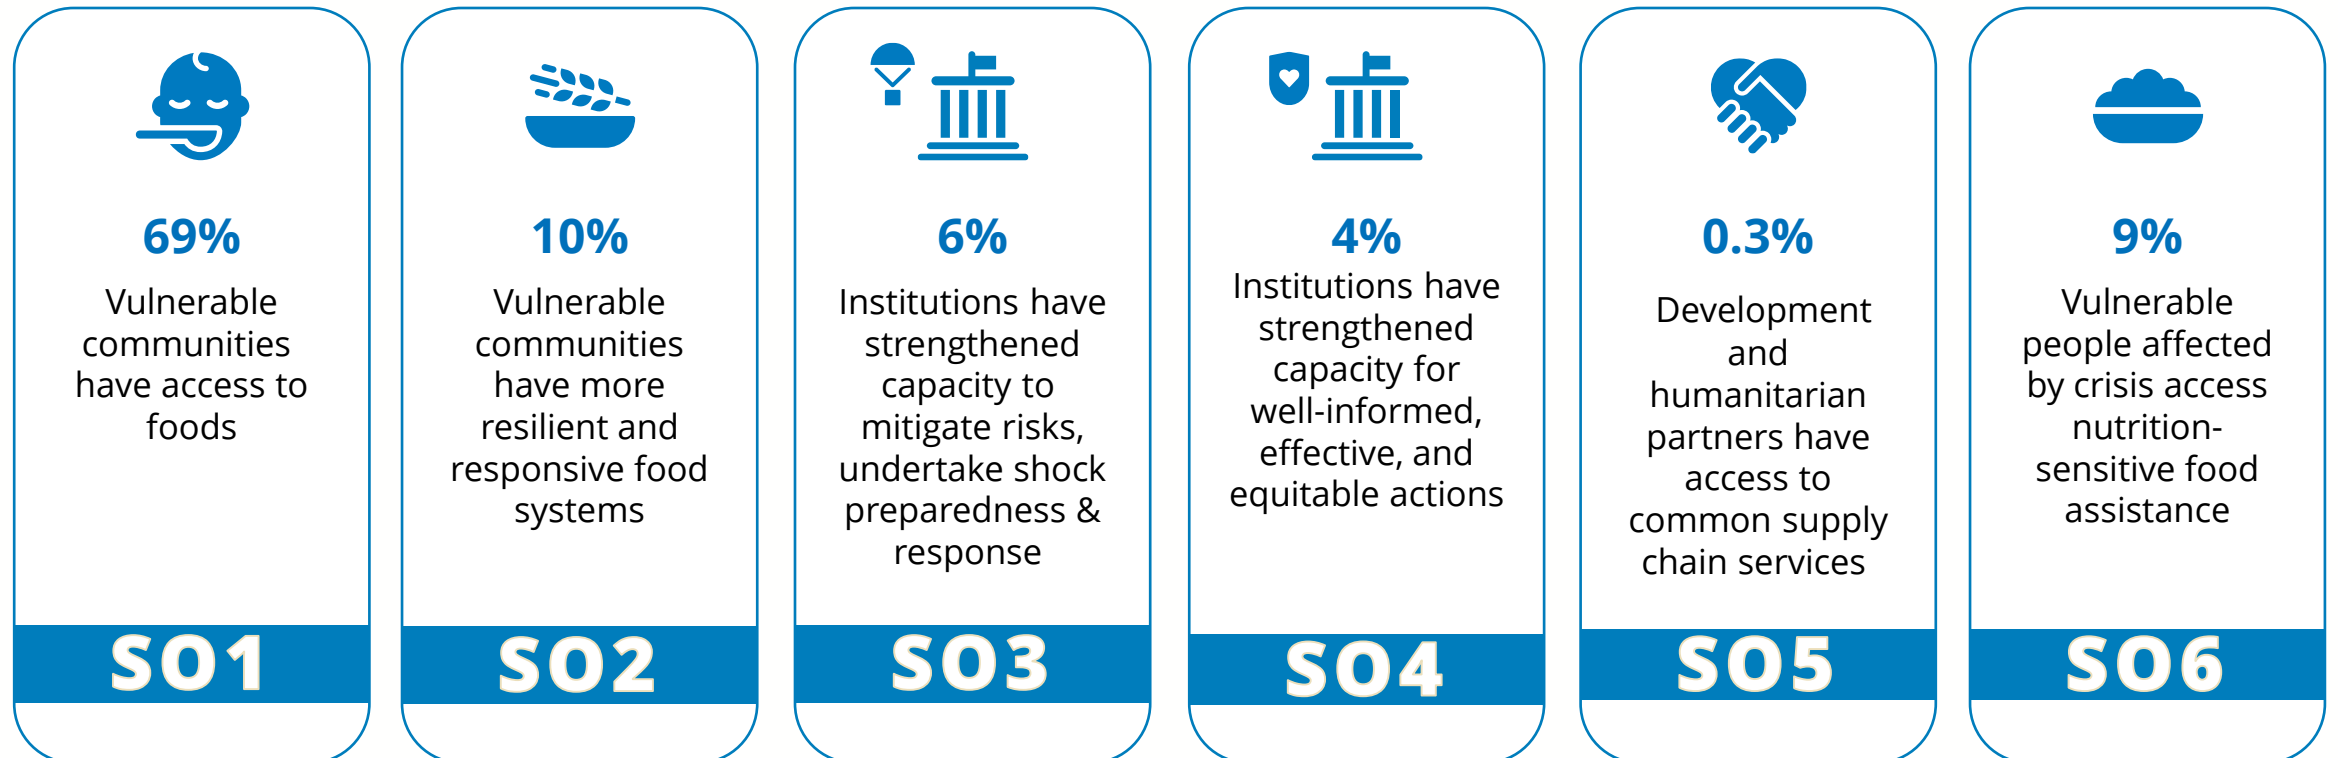 69%
Vulnerable
communities
have access to
foods
SO1
10%
Vulnerable
communities
have more
resilient and
responsive food
systems
SO2
6%
Institutions have
strengthened
capacity to
mitigate risks,
undertake shock
preparedness &
response
SO3
4%
Institutions have
strengthened
capacity for
well-informed,
effective, and
equitable actions
SO4
0.3%
Development
and
humanitarian
partners have
access to
common supply
chain services
SO5
9%
Vulnerable
people affected
by crisis access
nutrition-
sensitive food
assistance
SO6